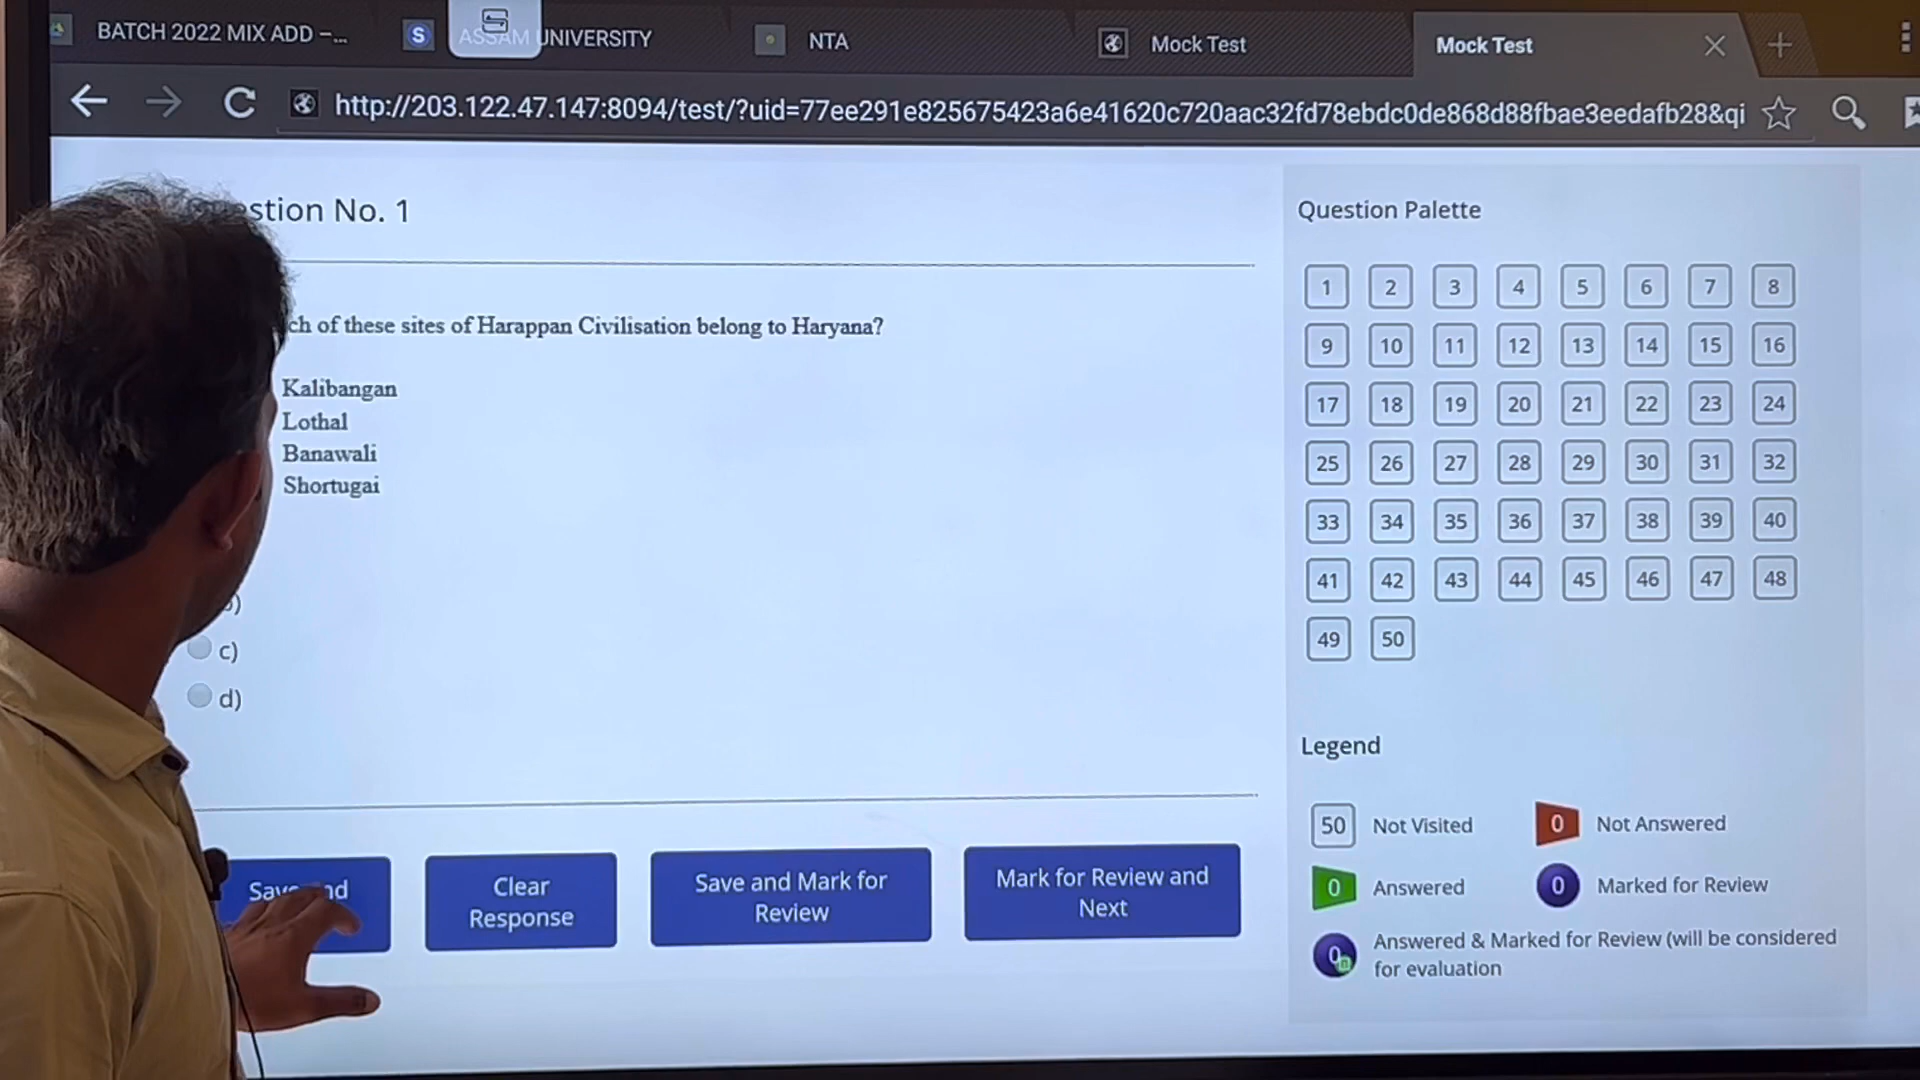 BATCH 2022 MIX ADD –...
S
ASSAM UNIVERSITY
NTA
Mock Test
Mock Test
http://203.122.47.147:8094/test/?uid=77ee291e825675423a6e41620c720aac32fd78ebdc0de868d88fbae3eedafb28&qi
stion No. 1
ch of these sites of Harappan Civilisation belong to Haryana?
Kalibangan
Lothal
Banawali
Shortugai
c)
d)
Save and
Clear
Response
Save and Mark for
Review
Mark for Review and
Next
Question Palette
1 2 3 4 5 6 7 8
9 10 11 12 13 14 15 16
17 18 19 20 21 22 23 24
25 26 27 28 29 30 31 32
33 34 35 36 37 38 39 40
41 42 43 44 45 46 47 48
49 50
Legend
50 Not Visited
0 Not Answered
0 Answered
0 Marked for Review
0 Answered & Marked for Review (will be considered
for evaluation